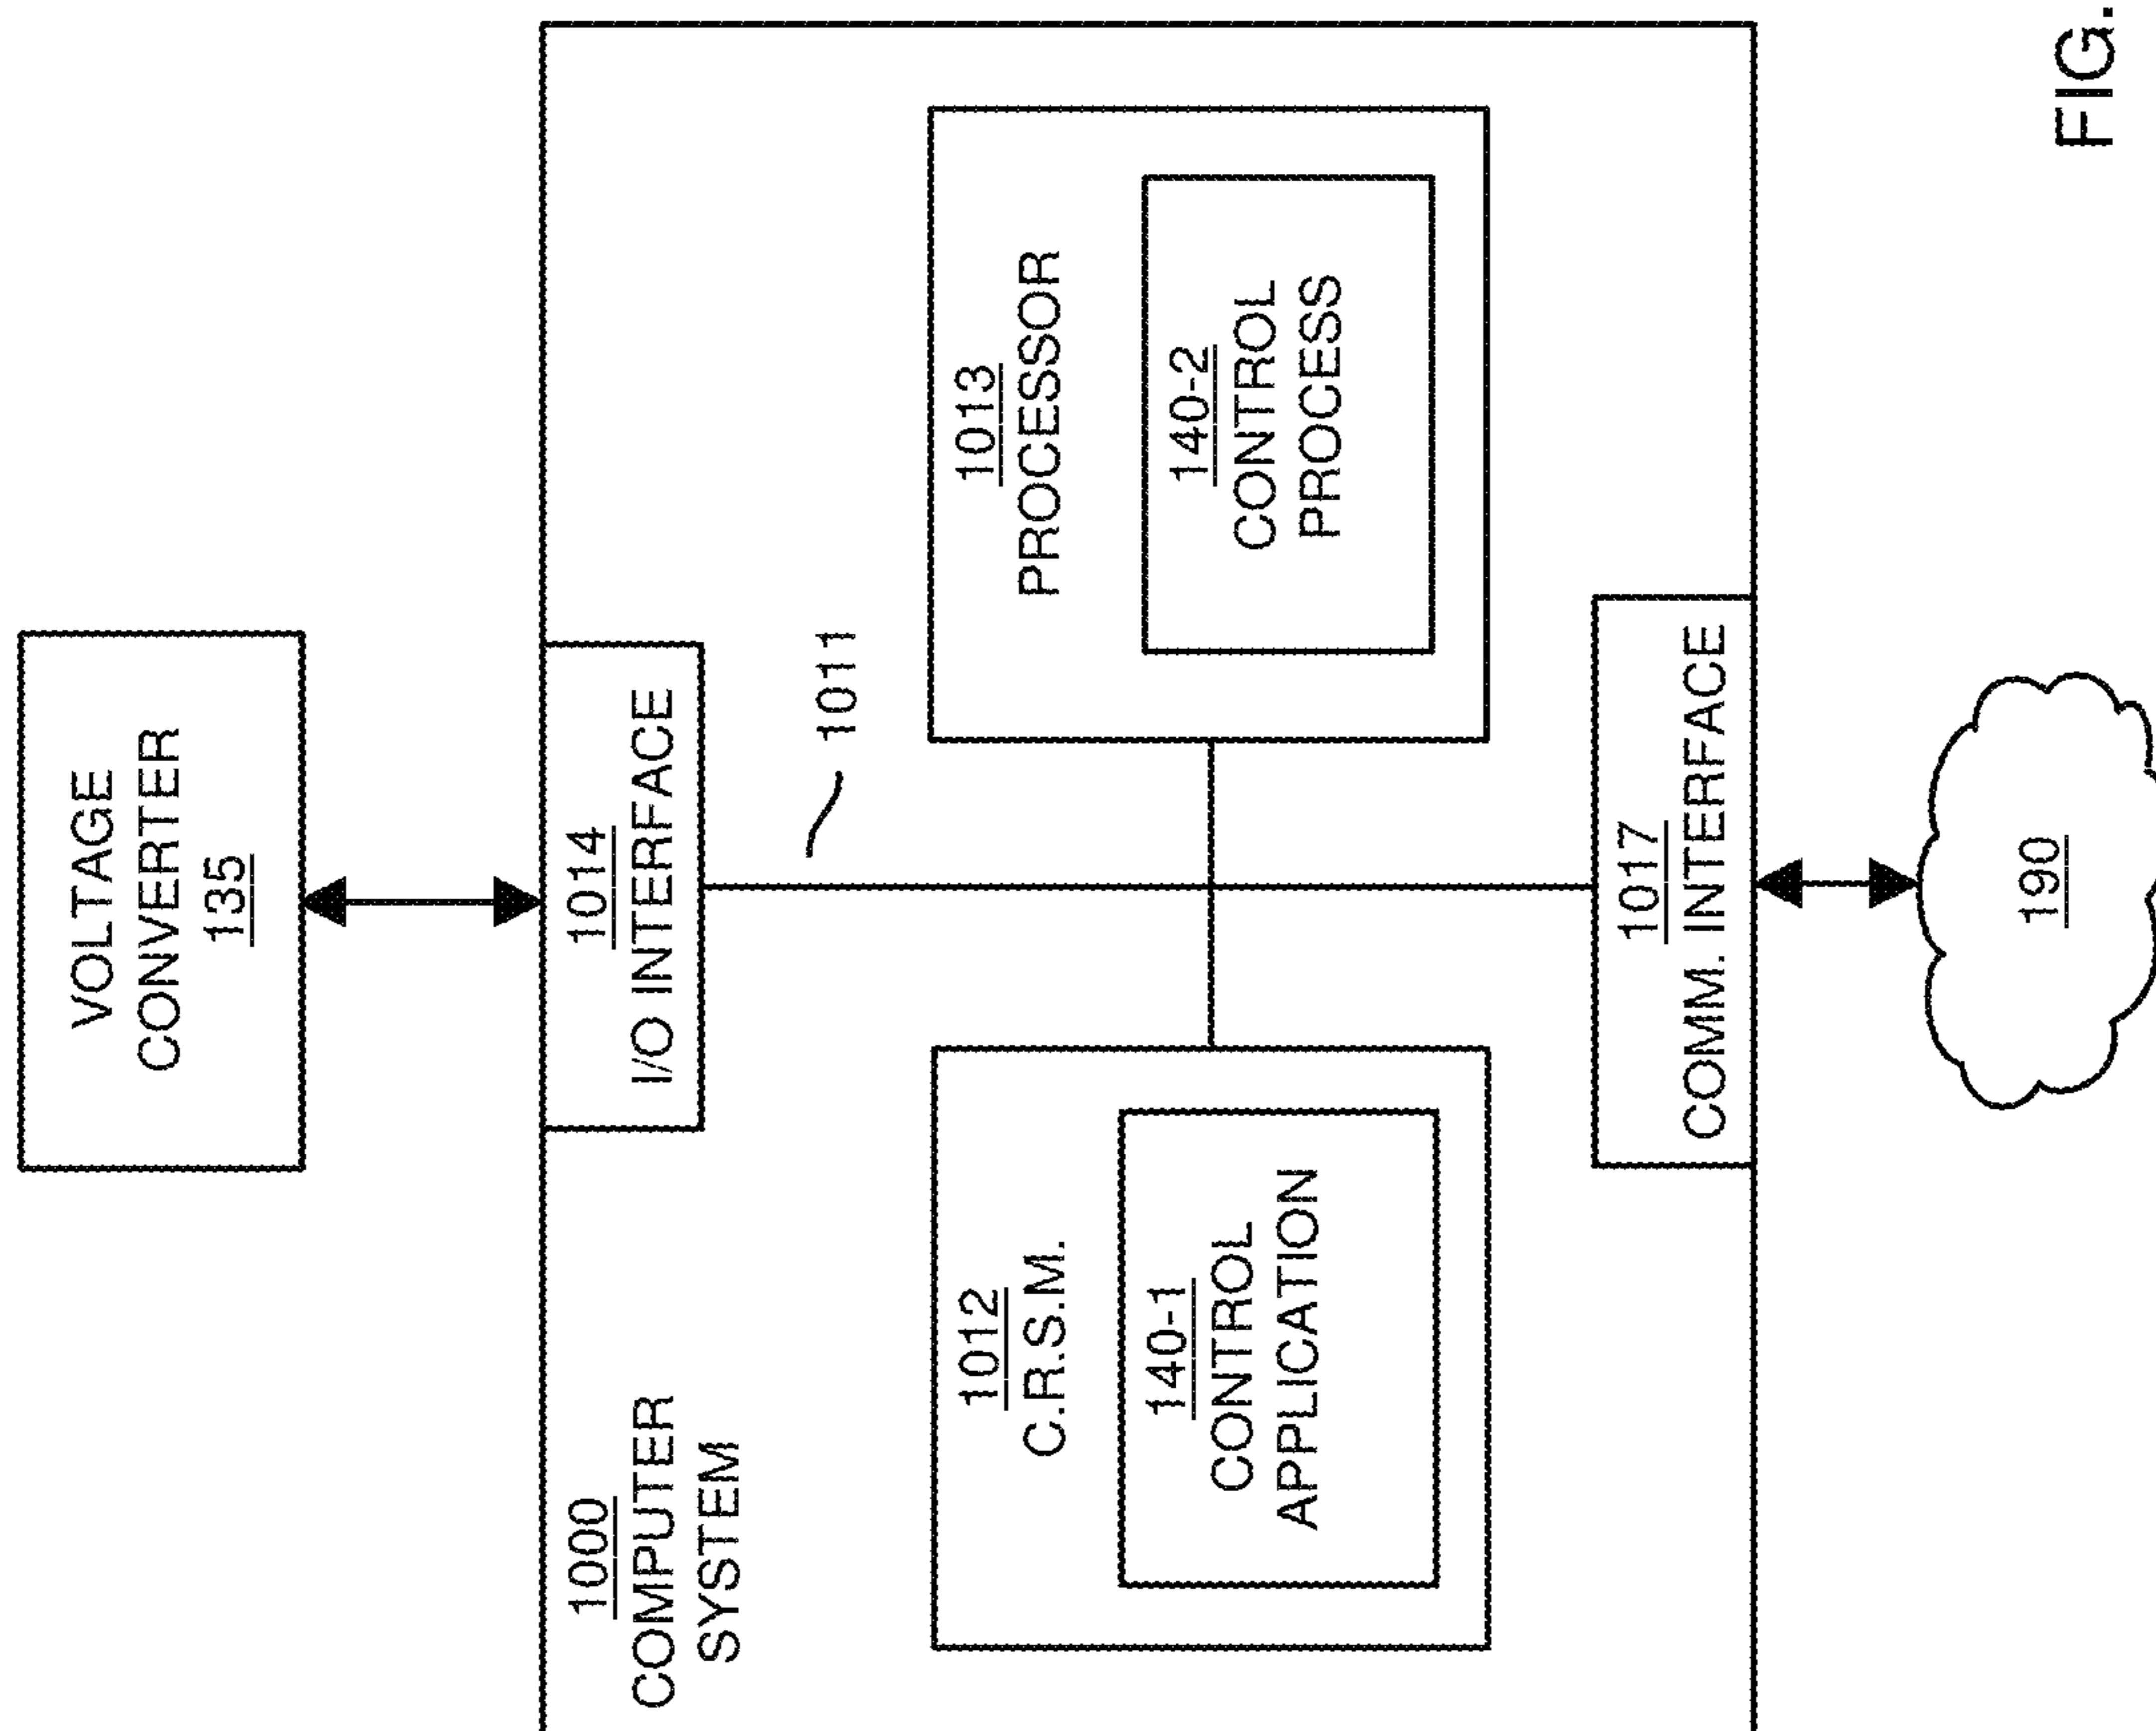 VOLTAGE
CONVERTER
135
1000
COMPUTER
SYSTEM
1014
I/O INTERFACE
1011
1012
C.R.S.M.
140-1
CONTROL
APPLICATION
1013
PROCESSOR
140-2
CONTROL
PROCESS
1017
COMM. INTERFACE
190
FIG.